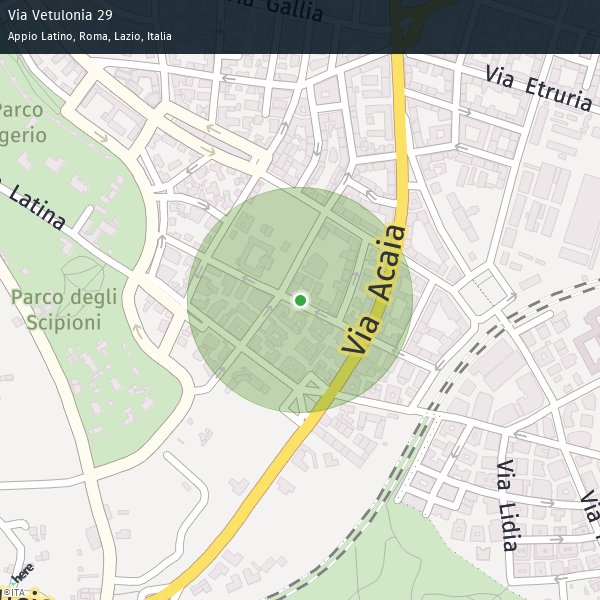 Via Vetulonia 29
Appio Latino, Roma, Lazio, Italia
Gallia
Via Etruria
Parco
Latina
Via Acaia
Parco degli
Scipioni
Via Lidia
Via
here
©ITA